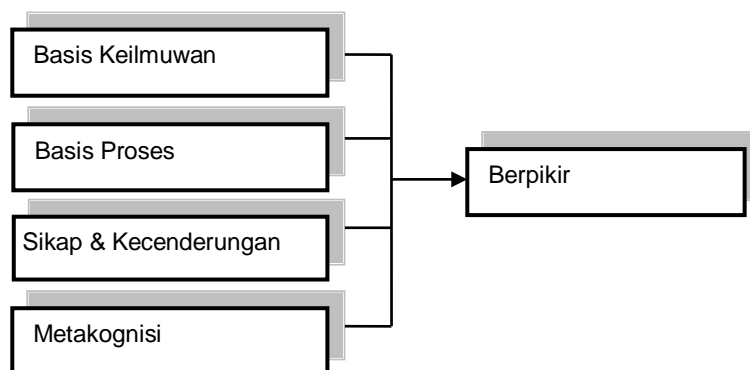 Basis Keilmuwan
Basis Proses
Berpikir
Sikap & Kecenderungan
Metakognisi